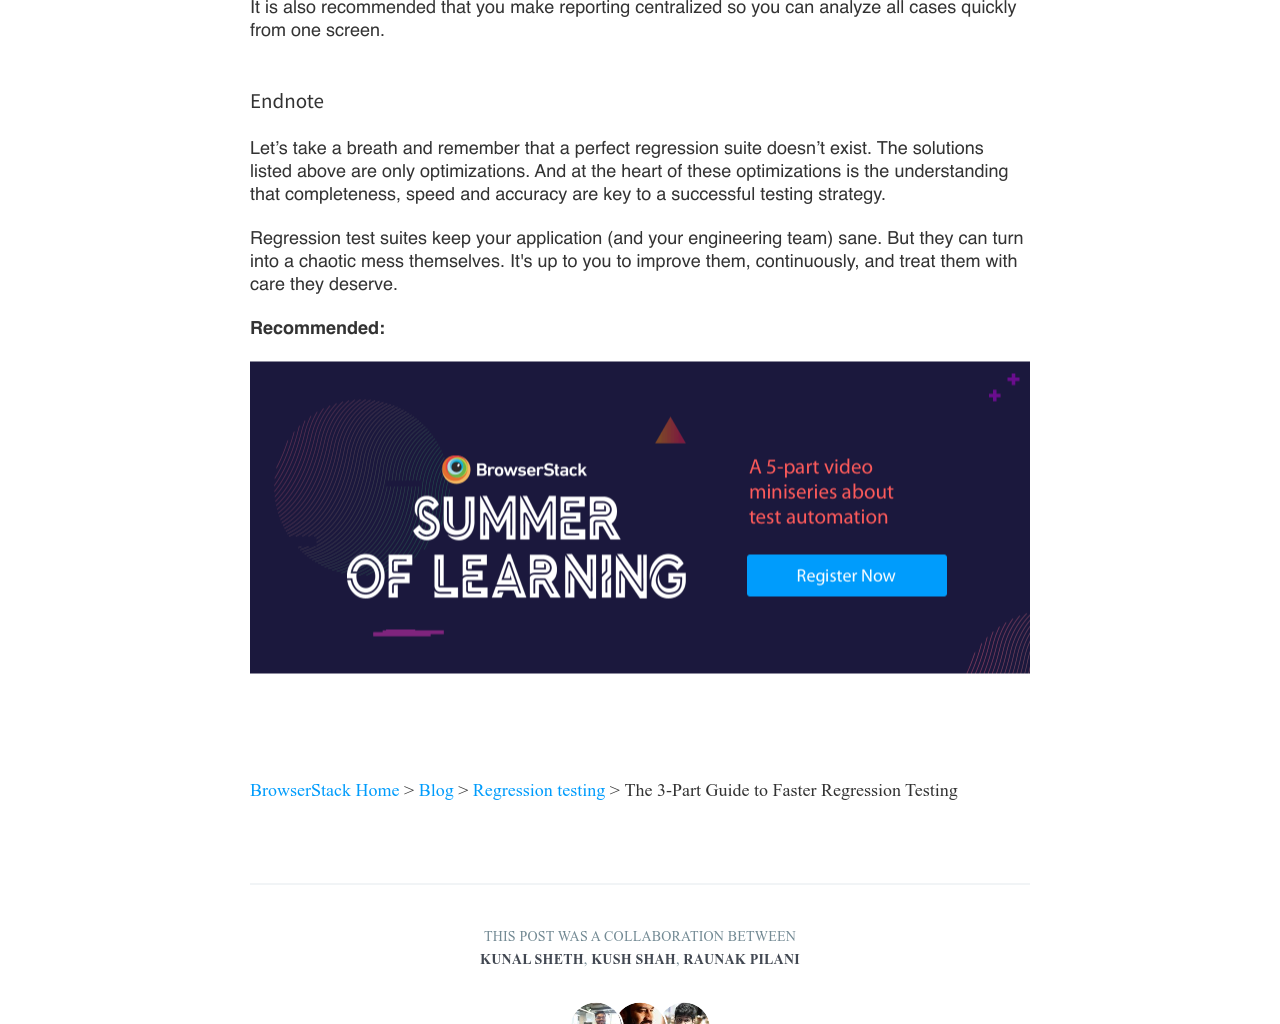 It is also recommended that you make reporting centralized so you can analyze all cases quickly
from one screen.
Endnote
Let’s take a breath and remember that a perfect regression suite doesn’t exist. The solutions
listed above are only optimizations. And at the heart of these optimizations is the understanding
that completeness, speed and accuracy are key to a successful testing strategy.
Regression test suites keep your application (and your engineering team) sane. But they can turn
into a chaotic mess themselves. It's up to you to improve them, continuously, and treat them with
care they deserve.
Recommended:
BrowserStack
SUMMER
OF LEARNING
A 5-part video
miniseries about
test automation
Register Now
BrowserStack Home > Blog > Regression testing > The 3-Part Guide to Faster Regression Testing
THIS POST WAS A COLLABORATION BETWEEN
KUNAL SHETH, KUSH SHAH, RAUNAK PILANI